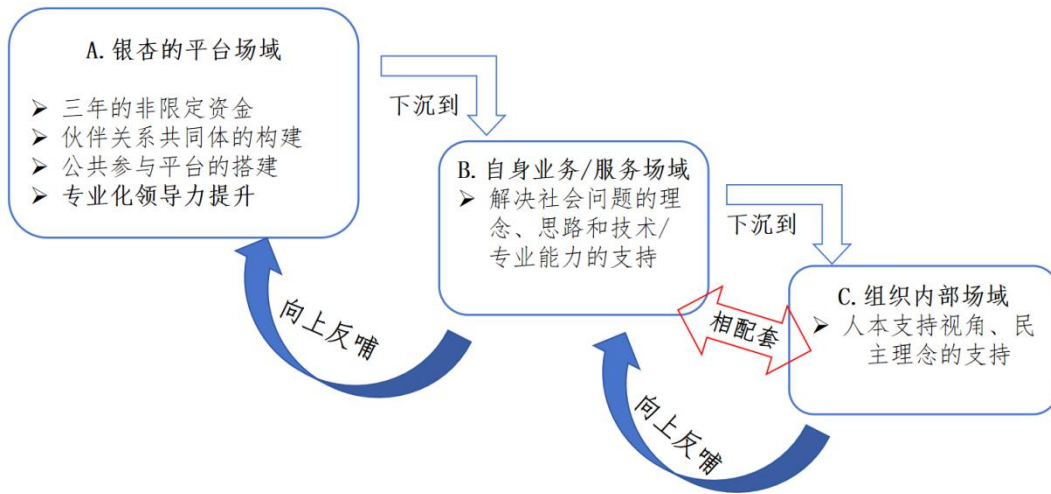 A.银杏的平台场域
➢ 三年的非限定资金
➢ 伙伴关系共同体的构建
➢ 公共参与平台的搭建
➢ 专业化领导力提升
下沉到
B.自身业务/服务场域
➢ 解决社会问题的理
念、思路和技术/
专业能力的支持
下沉到
C.组织内部场域
➢ 人本支持视角、民
主理念的支持
相配套
向上反哺
向上反哺